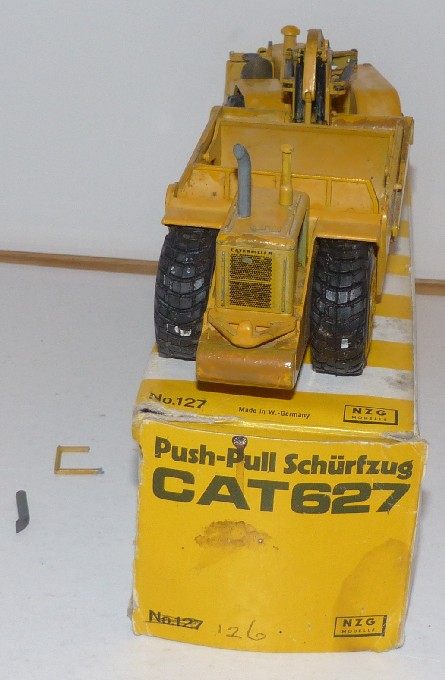 CATERPILLAR
No.127
Made in W.-Germany
NZG
MODELLE
Push-Pull Schürfzug
CAT627
No.127
126
NZG
MODELLE